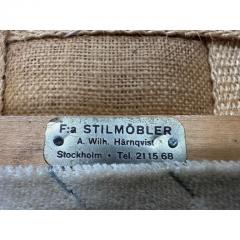 F:a STILMÖBLER
A. Wilh. Härnqvist
Stockholm • Tel. 21 15 68